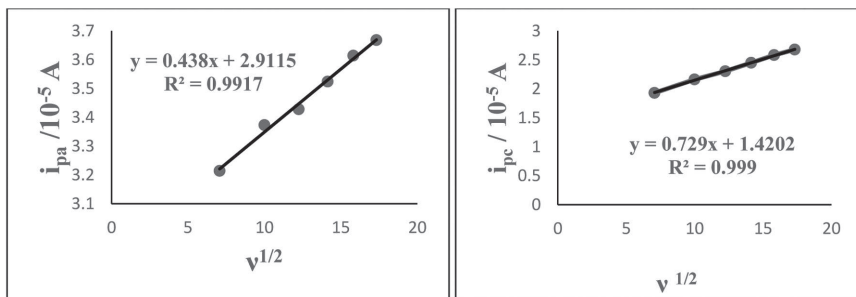 3.7
3.6
3.5
3.4
3.3
3.2
3.1
y = 0.438x + 2.9115
R² = 0.9917
0 5 10 15 20
i_pa /10⁻⁵ A
ν^1/2
3
2.5
2
1.5
1
0.5
0
y = 0.729x + 1.4202
R² = 0.999
0 5 10 15 20
i_pc / 10⁻⁵ A
ν ^1/2